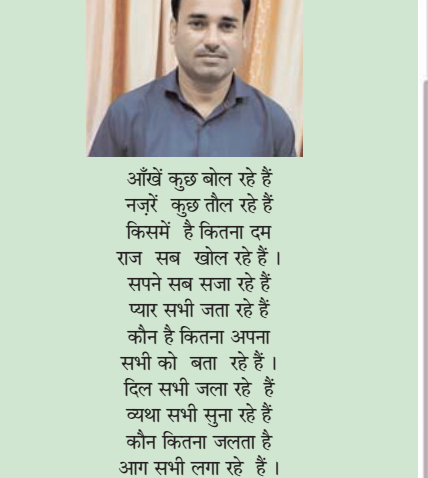 आँखें कुछ बोल रहे हैं
नज़रें कुछ तौल रहे हैं
किसमें है कितना दम
राज सब खोल रहे हैं ।
सपने सब सजा रहे हैं
प्यार सभी जता रहे हैं
कौन है कितना अपना
सभी को बता रहे हैं ।
दिल सभी जला रहे हैं
व्यथा सभी सुना रहे हैं
कौन कितना जलता है
आग सभी लगा रहे हैं ।